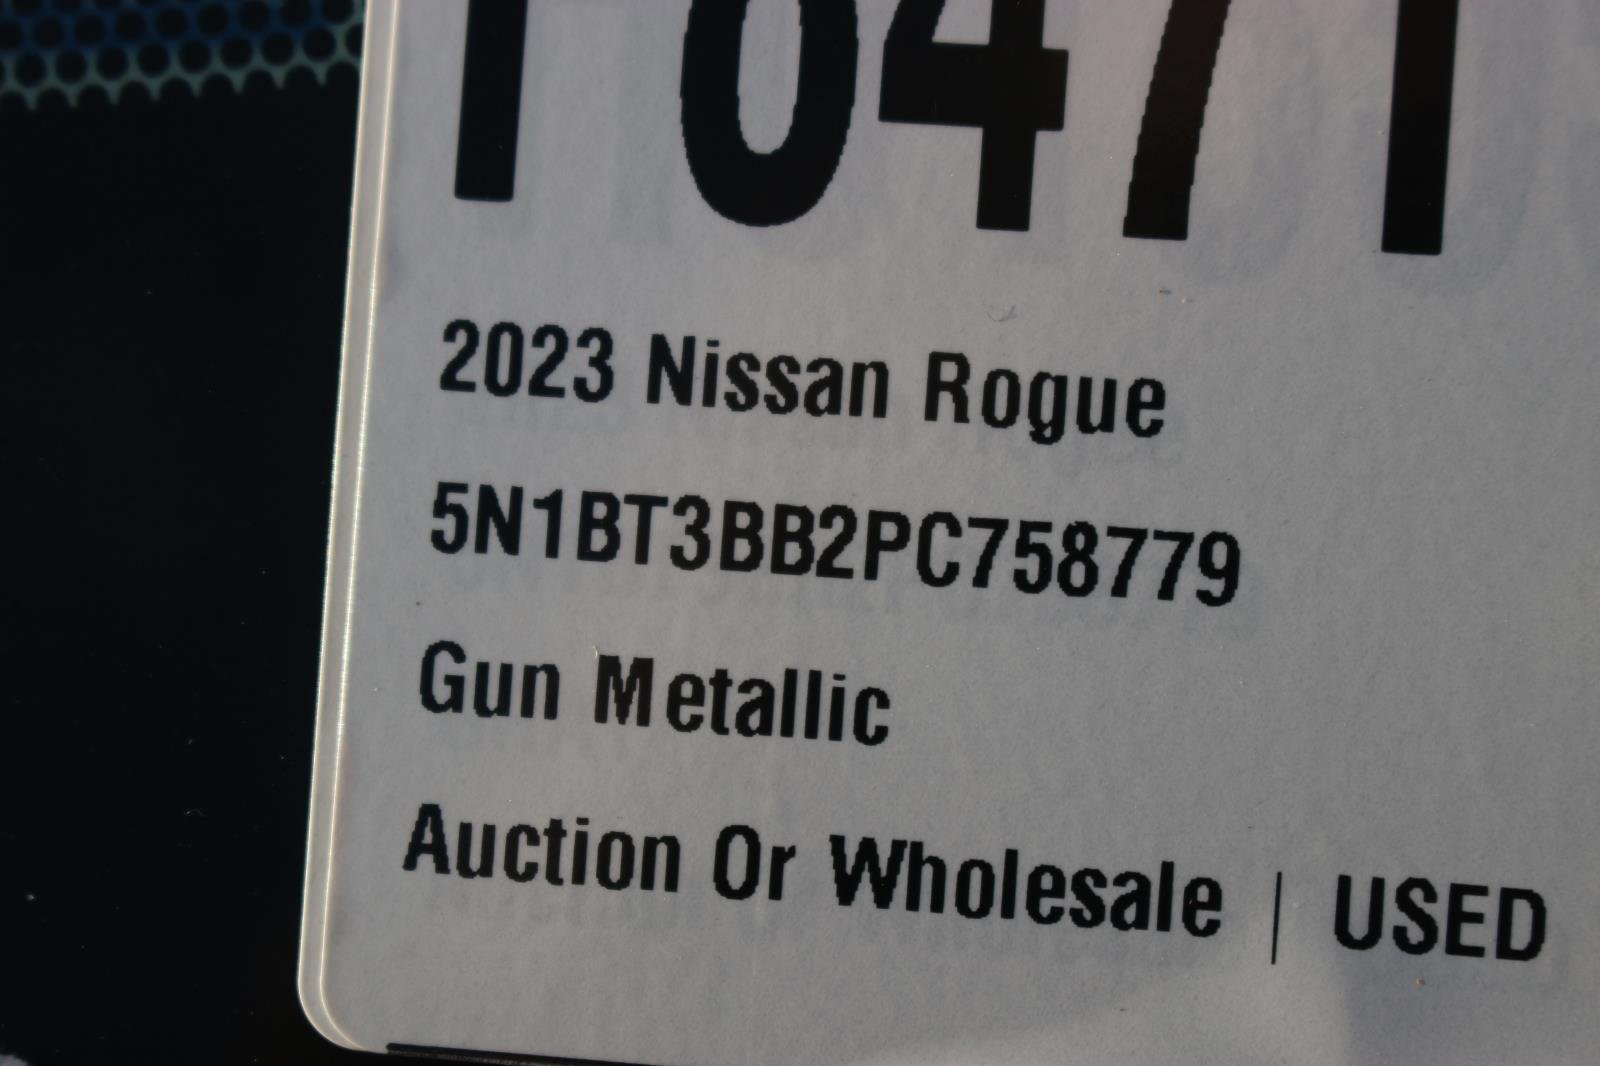 2023 Nissan Rogue
5N1BT3BB2PC758779
Gun Metallic
Auction Or Wholesale | USED